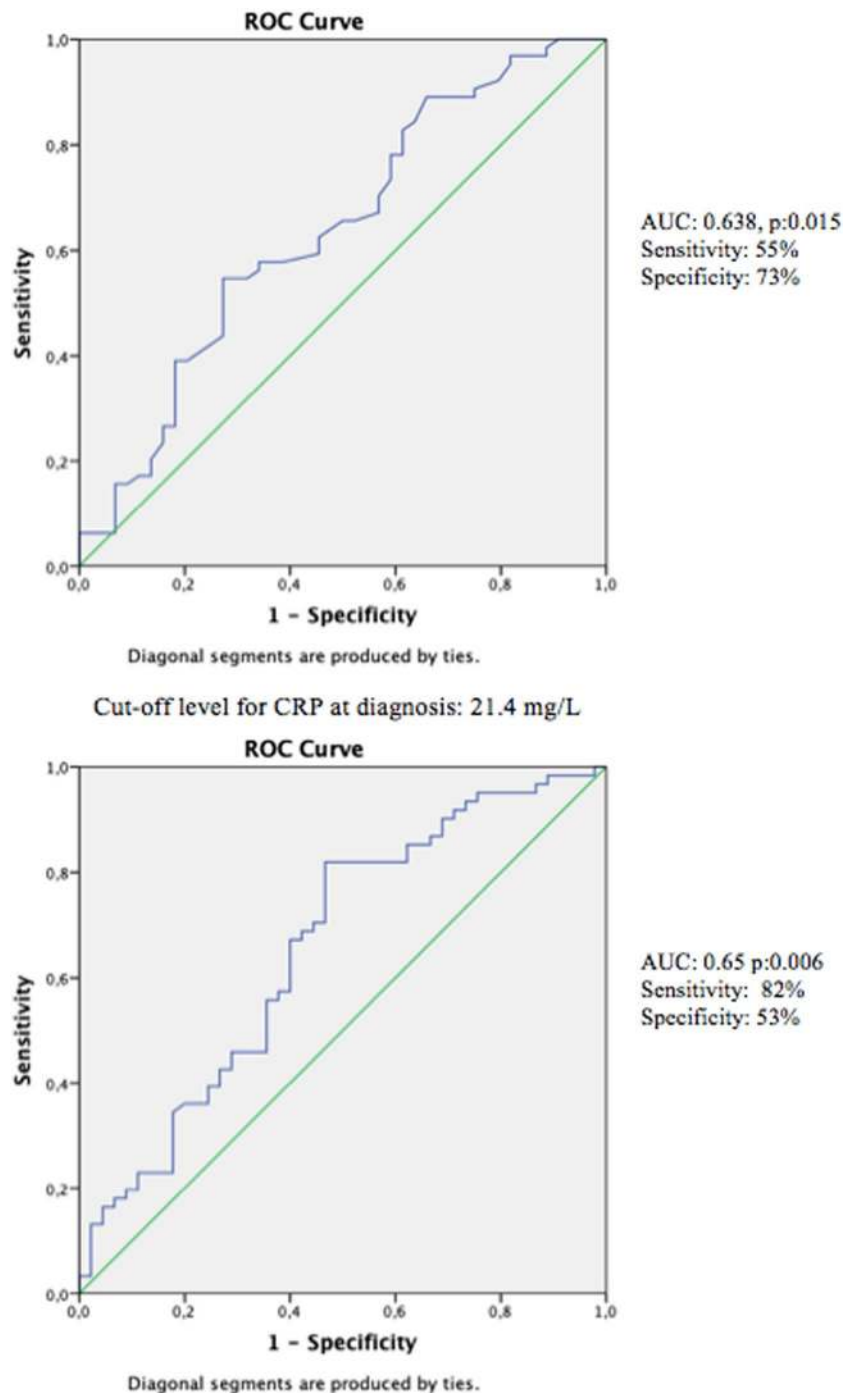 ROC Curve
1,0
0,8
0,6
0,4
0,2
0,0
Sensitivity
0,0 0,2 0,4 0,6 0,8 1,0
1 - Specificity
Diagonal segments are produced by ties.
AUC: 0.638, p:0.015
Sensitivity: 55%
Specificity: 73%
Cut-off level for CRP at diagnosis: 21.4 mg/L
ROC Curve
1,0
0,8
0,6
0,4
0,2
0,0
Sensitivity
0,0 0,2 0,4 0,6 0,8 1,0
1 - Specificity
Diagonal segments are produced by ties.
AUC: 0.65 p:0.006
Sensitivity:  82%
Specificity: 53%